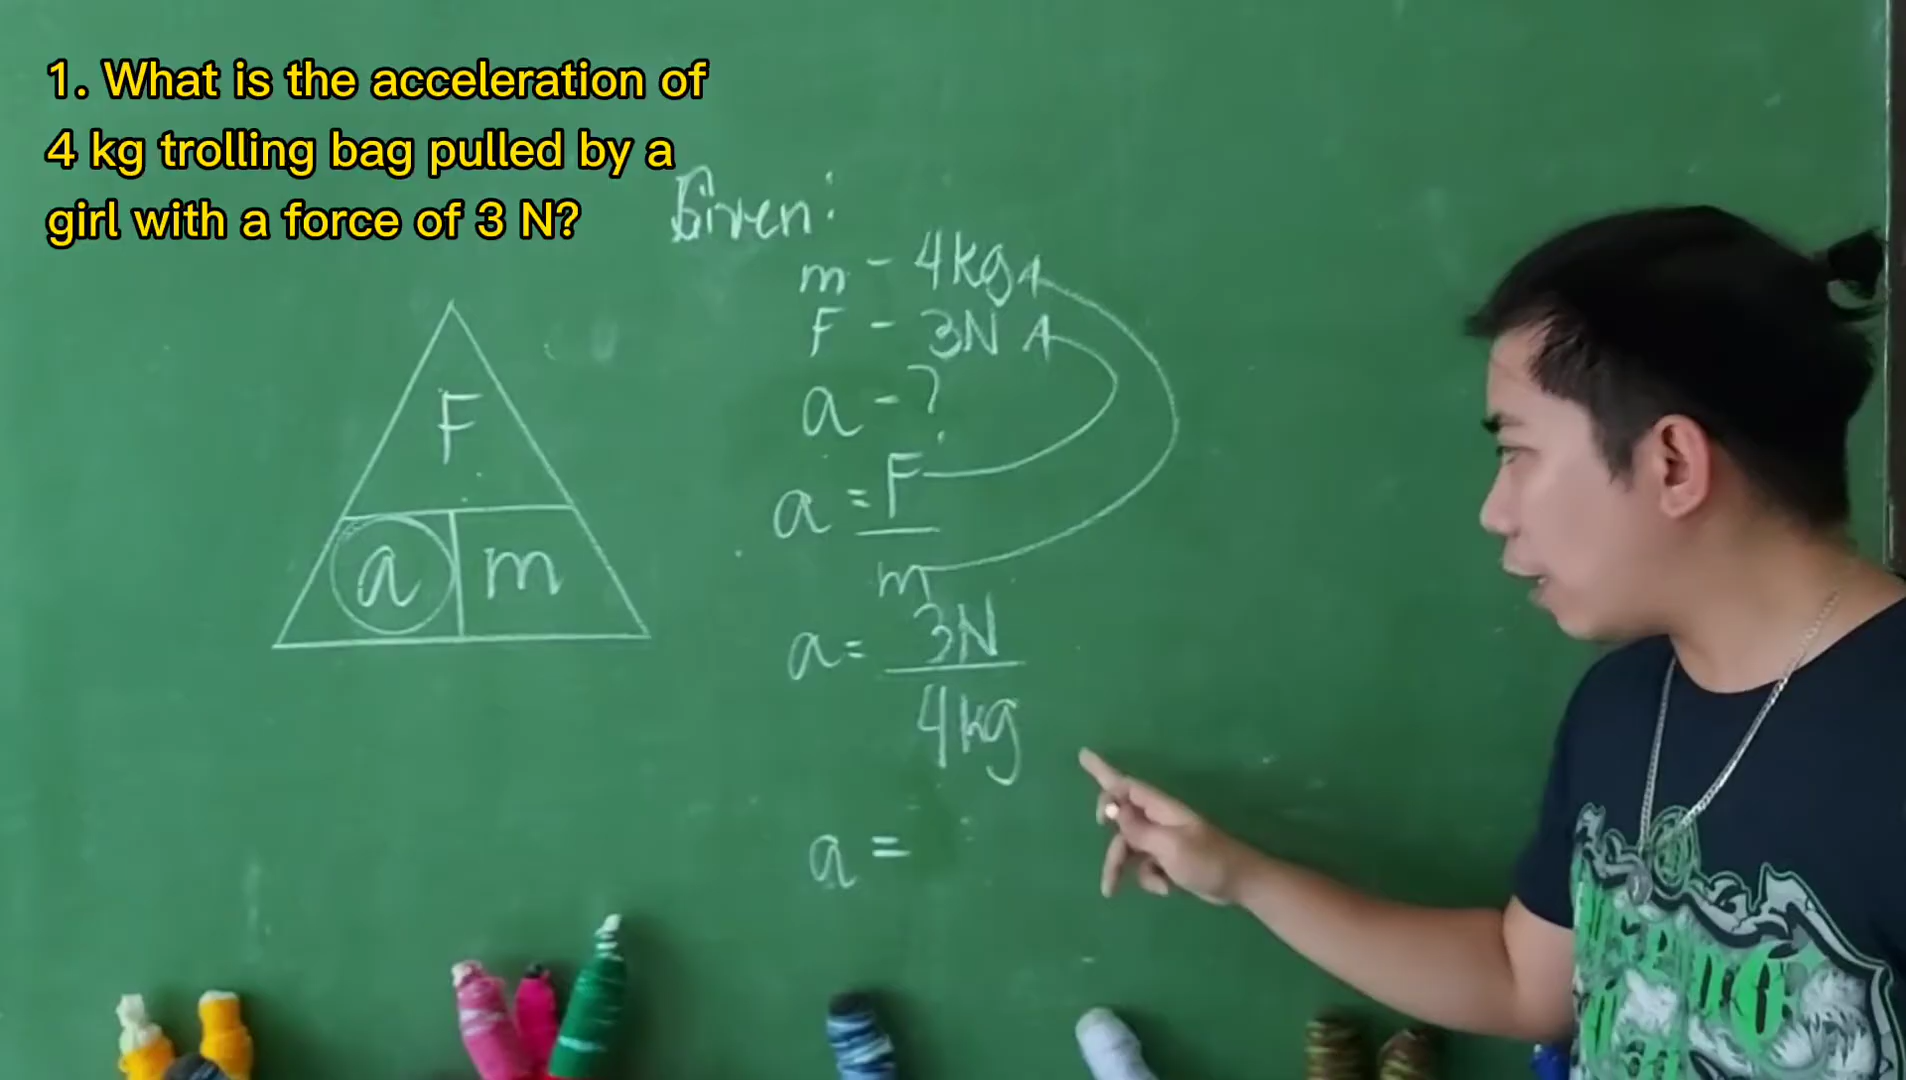 1. What is the acceleration of
4 kg trolling bag pulled by a
girl with a force of 3 N?
Given:
m - 4kg
F - 3N
a - ?
a = F
m
a = 3N
4kg
a =
F
a m